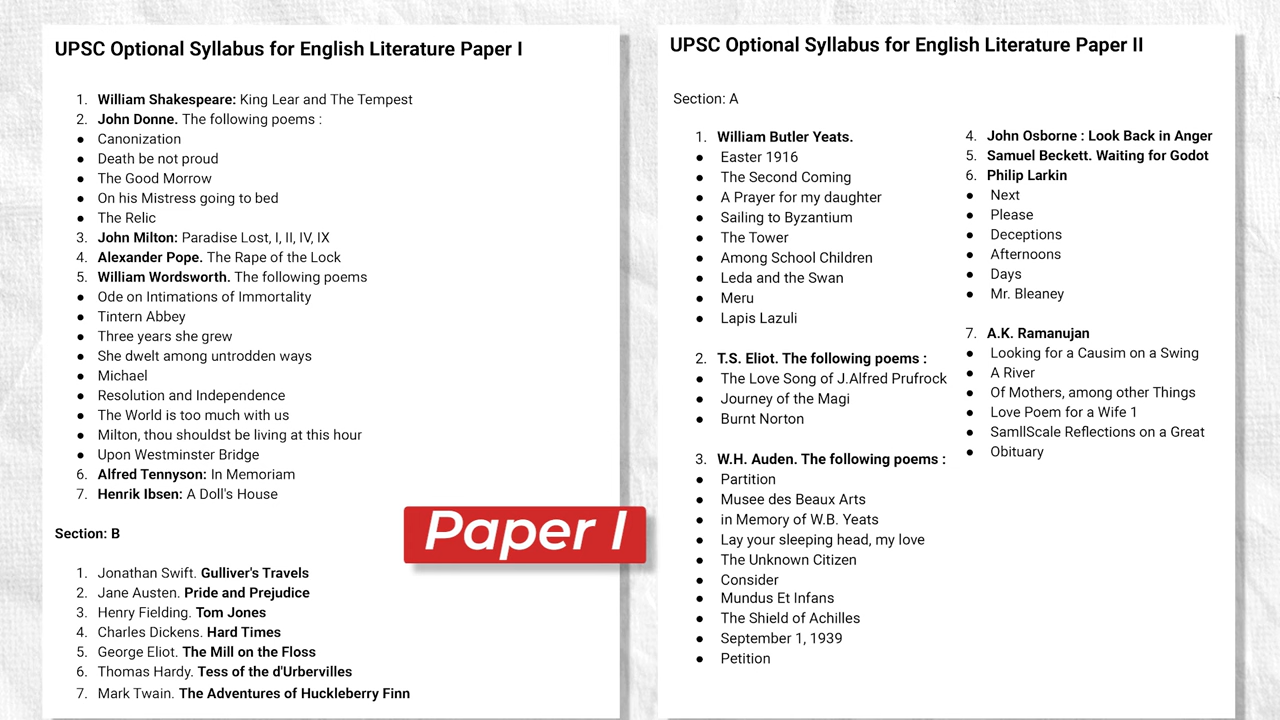 UPSC Optional Syllabus for English Literature Paper I
1. William Shakespeare: King Lear and The Tempest
2. John Donne. The following poems :
● Canonization
● Death be not proud
● The Good Morrow
● On his Mistress going to bed
● The Relic
3. John Milton: Paradise Lost, I, II, IV, IX
4. Alexander Pope. The Rape of the Lock
5. William Wordsworth. The following poems
● Ode on Intimations of Immortality
● Tintern Abbey
● Three years she grew
● She dwelt among untrodden ways
● Michael
● Resolution and Independence
● The World is too much with us
● Milton, thou shouldst be living at this hour
● Upon Westminster Bridge
6. Alfred Tennyson: In Memoriam
7. Henrik Ibsen: A Doll's House
Section: B
1. Jonathan Swift. Gulliver's Travels
2. Jane Austen. Pride and Prejudice
3. Henry Fielding. Tom Jones
4. Charles Dickens. Hard Times
5. George Eliot. The Mill on the Floss
6. Thomas Hardy. Tess of the d'Urbervilles
7. Mark Twain. The Adventures of Huckleberry Finn
Paper I
UPSC Optional Syllabus for English Literature Paper II
Section: A
1. William Butler Yeats.
● Easter 1916
● The Second Coming
● A Prayer for my daughter
● Sailing to Byzantium
● The Tower
● Among School Children
● Leda and the Swan
● Meru
● Lapis Lazuli
2. T.S. Eliot. The following poems :
● The Love Song of J.Alfred Prufrock
● Journey of the Magi
● Burnt Norton
3. W.H. Auden. The following poems :
● Partition
● Musee des Beaux Arts
● in Memory of W.B. Yeats
● Lay your sleeping head, my love
● The Unknown Citizen
● Consider
● Mundus Et Infans
● The Shield of Achilles
● September 1, 1939
● Petition
4. John Osborne : Look Back in Anger
5. Samuel Beckett. Waiting for Godot
6. Philip Larkin
● Next
● Please
● Deceptions
● Afternoons
● Days
● Mr. Bleaney
7. A.K. Ramanujan
● Looking for a Causim on a Swing
● A River
● Of Mothers, among other Things
● Love Poem for a Wife 1
● SamllScale Reflections on a Great
● Obituary